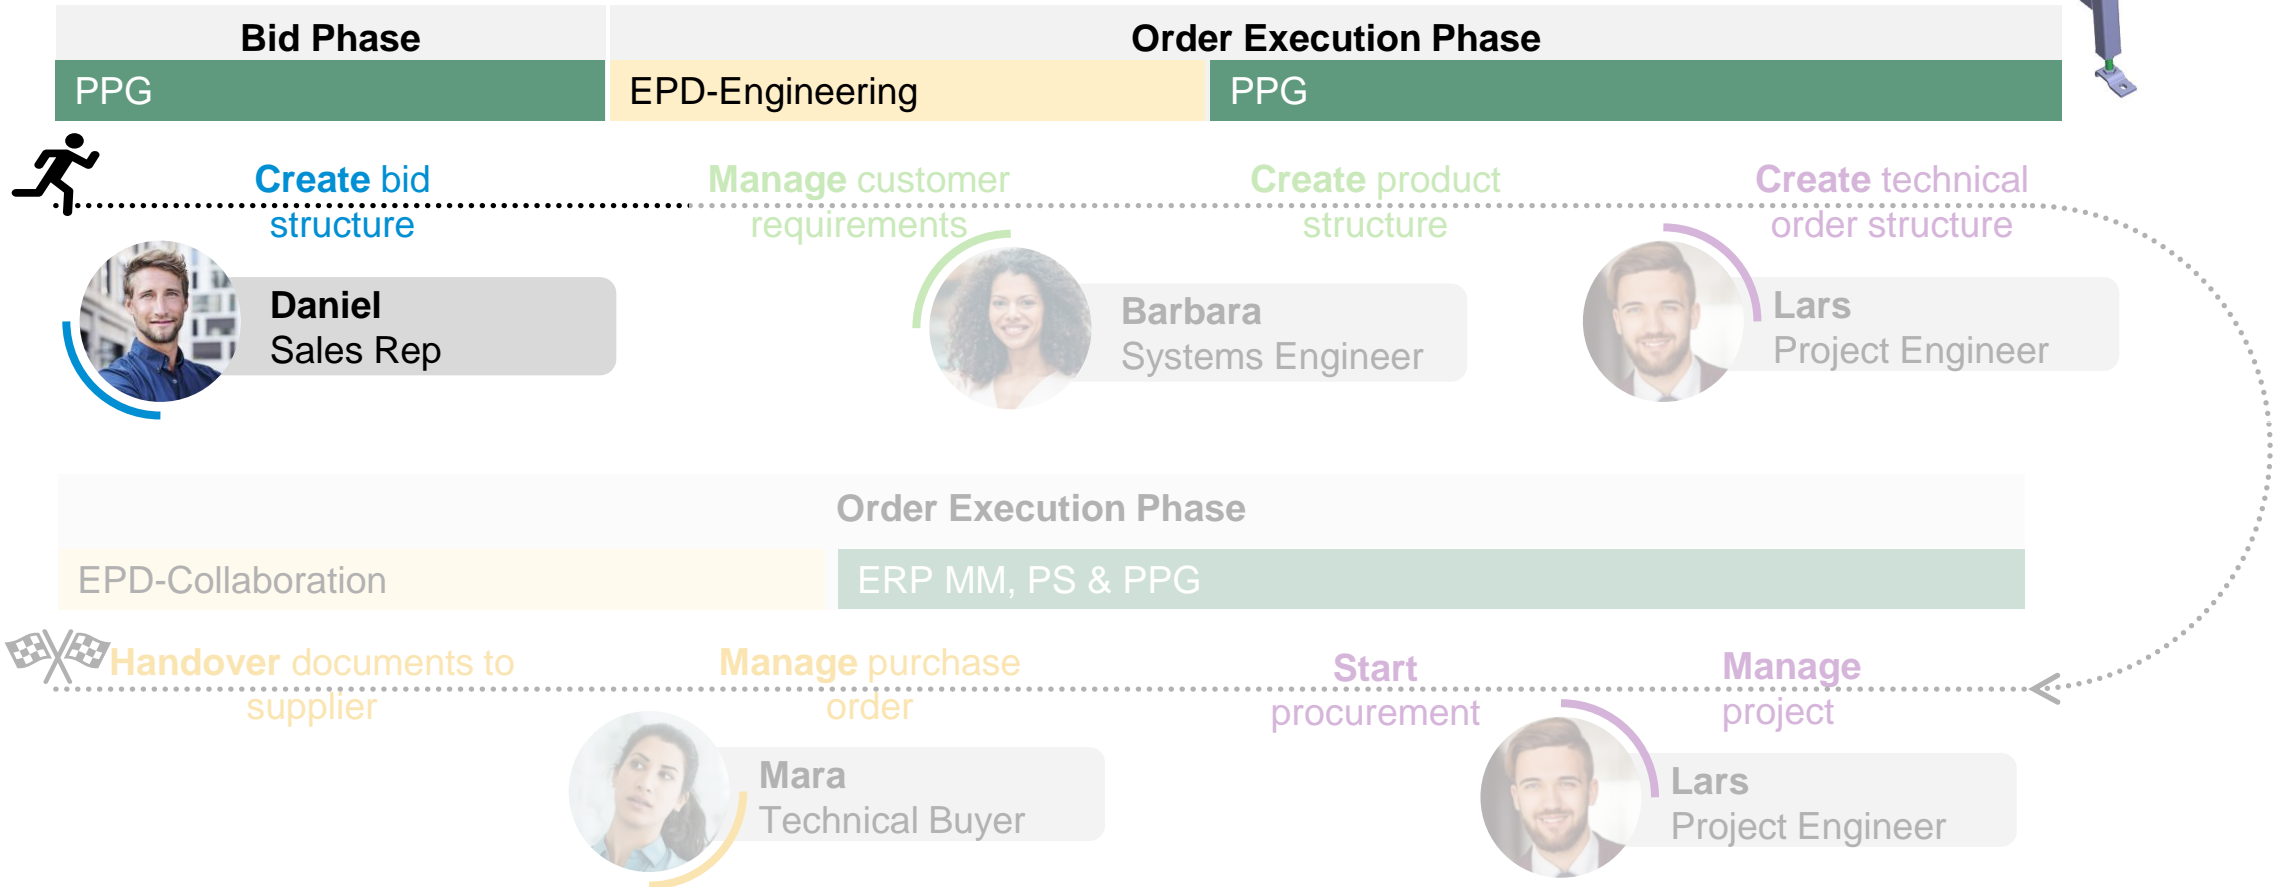 Bid Phase
Order Execution Phase
PPG
EPD-Engineering
PPG
Create bid
structure
Manage customer
requirements
Create product
structure
Create technical
order structure
Daniel
Sales Rep
Barbara
Systems Engineer
Lars
Project Engineer
Order Execution Phase
EPD-Collaboration
ERP MM, PS & PPG
Handover documents to
supplier
Manage purchase
order
Start
procurement
Manage
project
Mara
Technical Buyer
Lars
Project Engineer